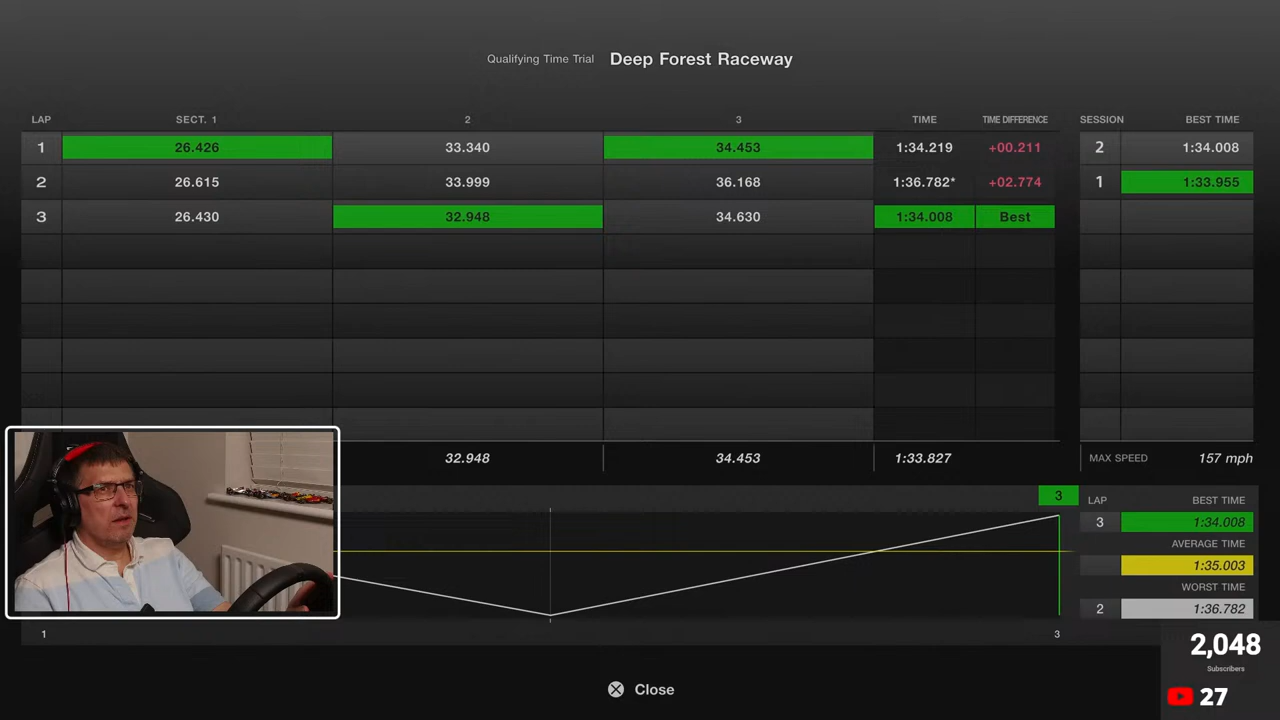 Qualifying Time Trial Deep Forest Raceway
LAP SECT. 1 2 3 TIME TIME DIFFERENCE SESSION BEST TIME
1 26.426 33.340 34.453 1:34.219 +00.211 2 1:34.008
2 26.615 33.999 36.168 1:36.782* +02.774 1 1:33.955
3 26.430 32.948 34.630 1:34.008 Best
32.948 34.453 1:33.827 MAX SPEED 157 mph
3 LAP BEST TIME
3 1:34.008
AVERAGE TIME
1:35.003
WORST TIME
2 1:36.782
1 3
2,048
Subscribers
27
Close